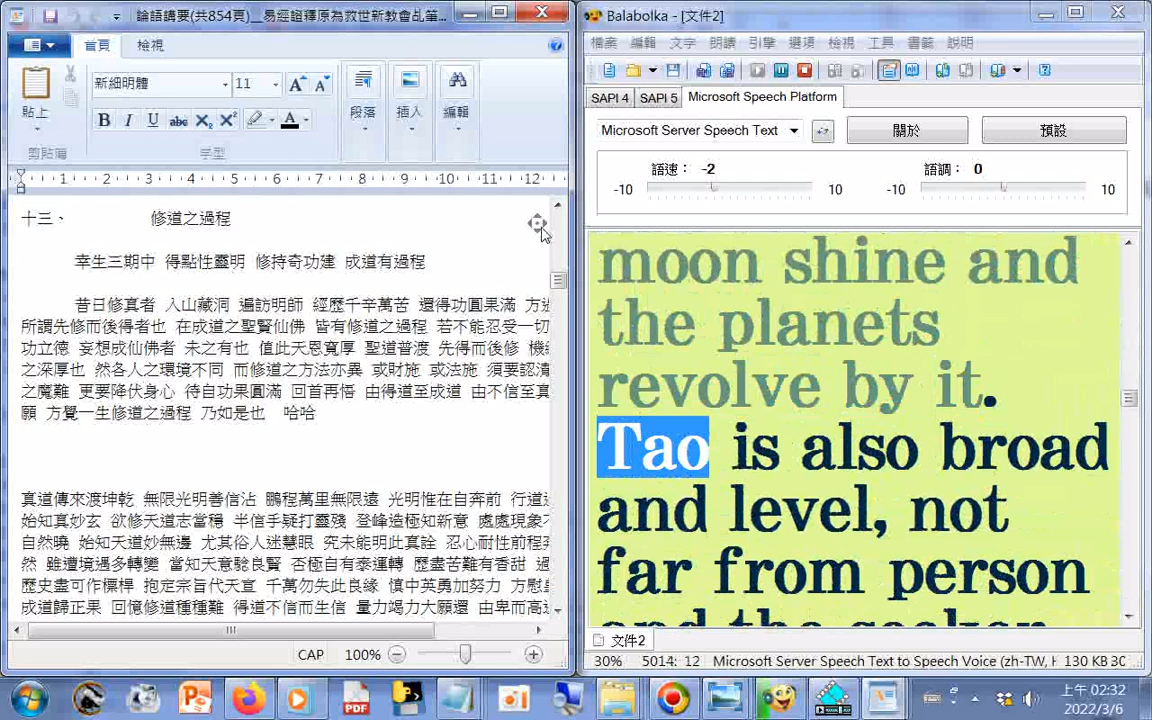 論語講要(共854頁)__易經證釋原為救世新教會乩筆...
首頁 檢視
新細明體 11
貼上 段落 插入 編輯
剪貼簿 字型
1 2 3 4 5 6 7 8 9 10 11 12
十三、 修道之過程
幸生三期中 得點性靈明 修持奇功建 成道有過程
昔日修真者 入山藏洞 遍訪明師 經歷千辛萬苦 還得功圓果滿 方
所謂先修而後得者也 在成道之聖賢仙佛 皆有修道之過程 若不能忍受一切
功立德 妄想成仙佛者 未之有也 值此天恩寬厚 聖道普渡 先得而後修 機
之深厚也 然各人之環境不同 而修道之方法亦異 或財施 或法施 須要認
之魔難 更要降伏身心 待自功果圓滿 回首再悟 由得道至成道 由不信至真
願 方覺一生修道之過程 乃如是也 哈哈
真道傳來渡坤乾 無限光明善信沾 鵬程萬里無限遠 光明惟在自奔前 行道
始知真妙玄 欲修天道志當穩 半信乎疑打靈殘 登峰造極知新意 處處現象
自然曉 始知天道妙無邊 尤其俗人迷慧眼 究未能明此真詮 忍心耐性前程
然 雖遭境遇多轉變 當知天意驗良賢 否極自有泰運轉 歷盡苦難有香甜
歷史盡可作標桿 抱定宗旨代天宣 千萬勿失此良緣 慎中英勇加努力 方慰
成道歸正果 回憶修道種種難 得道不信而生信 量力竭力大願還 由卑而高
CAP 100%
Balabolka - [文件2]
檔案 編輯 文字 朗讀 引擎 選項 檢視 工具 書籤 說明
SAPI 4 SAPI 5 Microsoft Speech Platform
Microsoft Server Speech Text 關於 預設
語速： -2 語調： 0
-10 10 -10 10
moon shine and
the planets
revolve by it.
Tao is also broad
and level, not
far from person
and the seeker
文件2
30% 5014: 12 Microsoft Server Speech Text to Speech Voice (zh-TW, H 130 KB 30
上午 02:32
2022/3/6